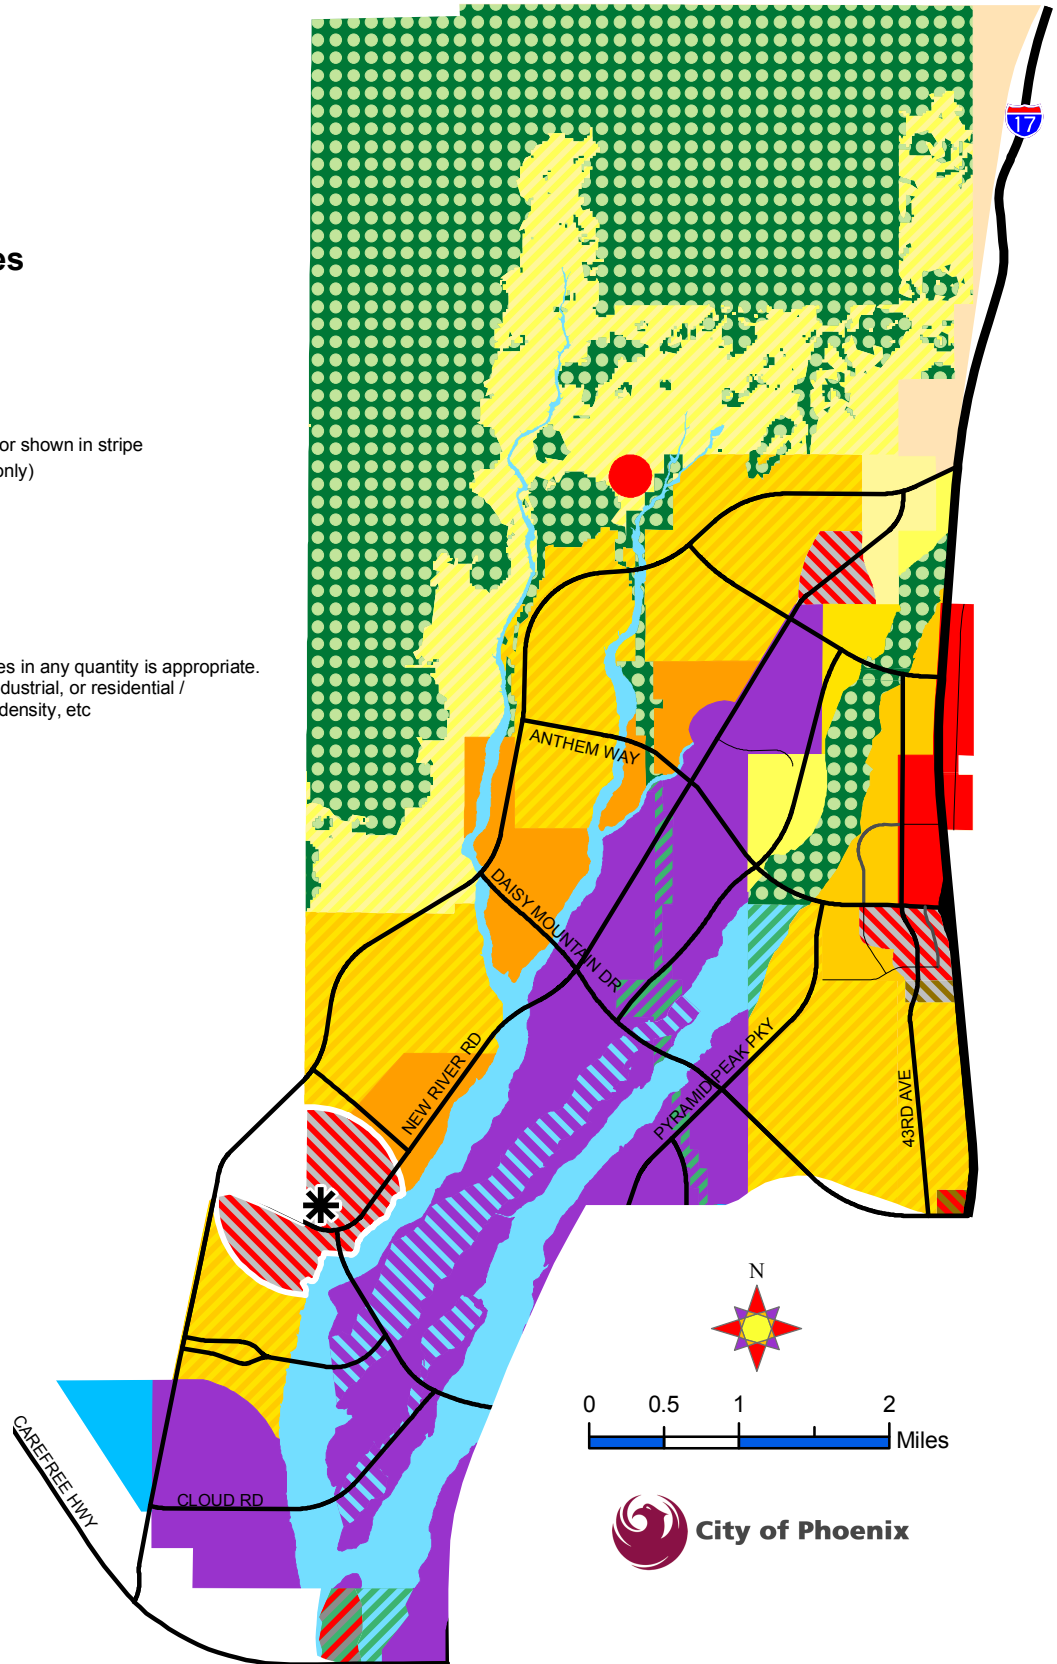 es
or shown in stripe
only)
es in any quantity is appropriate.
dustrial, or residential /
density, etc
17
ANTHEM WAY
DAISY MOUNTAIN DR
NEW RIVER RD
PYRAMID PEAK PKY
43RD AVE
N
0 0.5 1 2
Miles
CAREFREE HWY
CLOUD RD
City of Phoenix